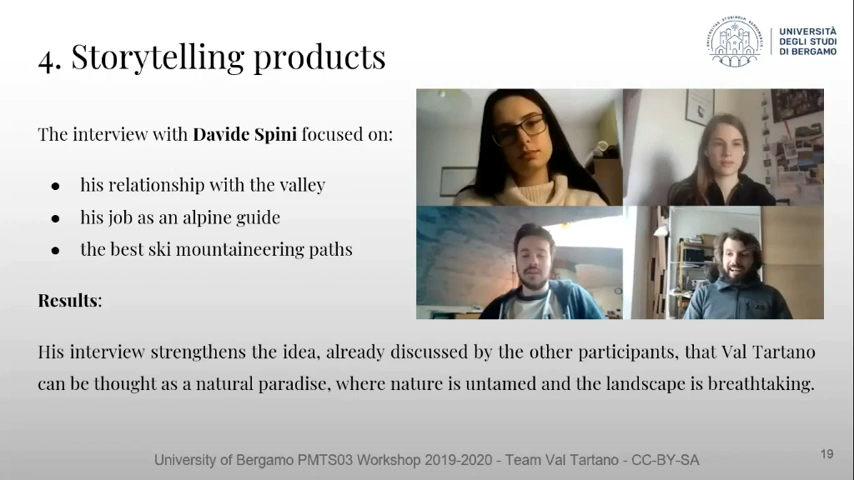 4. Storytelling products
UNIVERSITÀ
DEGLI STUDI
DI BERGAMO
The interview with Davide Spini focused on:
● his relationship with the valley
● his job as an alpine guide
● the best ski mountaineering paths
Results:
His interview strengthens the idea, already discussed by the other participants, that Val Tartano
can be thought as a natural paradise, where nature is untamed and the landscape is breathtaking.
University of Bergamo PMTS03 Workshop 2019-2020 - Team Val Tartano - CC-BY-SA
19